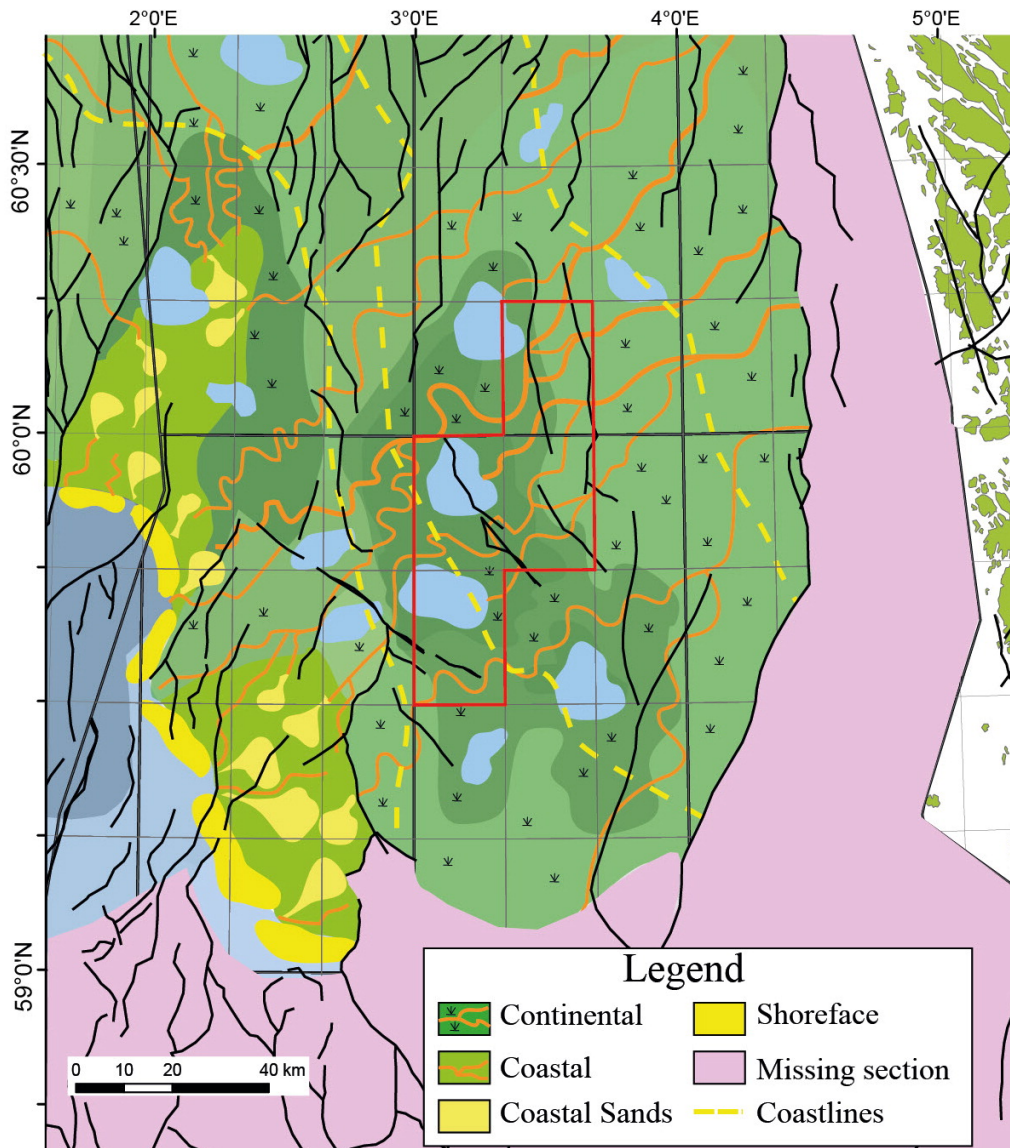 2°0'E 3°0'E 4°0'E 5°0'E
60°30'N
60°0'N
59°0'N
Legend
Continental
Shoreface
Coastal
Missing section
Coastal Sands
Coastlines
0 10 20 40 km